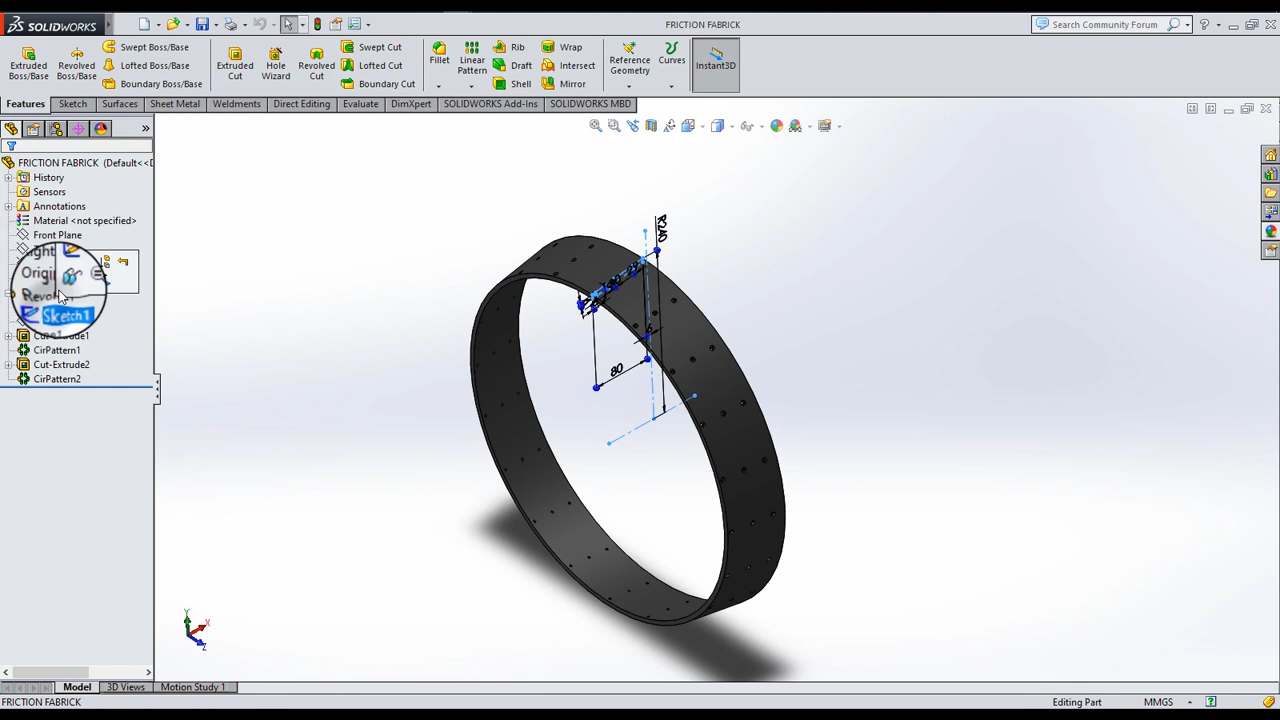 SOLIDWORKS
FRICTION FABRICK
Search Community Forum
Extruded Boss/Base
Revolved Boss/Base
Swept Boss/Base
Lofted Boss/Base
Boundary Boss/Base
Extruded Cut
Hole Wizard
Revolved Cut
Swept Cut
Lofted Cut
Boundary Cut
Fillet
Linear Pattern
Rib
Draft
Shell
Wrap
Intersect
Mirror
Reference Geometry
Curves
Instant3D
Features
Sketch
Surfaces
Sheet Metal
Weldments
Direct Editing
Evaluate
DimXpert
SOLIDWORKS Add-Ins
SOLIDWORKS MBD
FRICTION FABRICK (Default<<D
History
Sensors
Annotations
Material <not specified>
Front Plane
Sketch1
CirPattern1
Cut-Extrude2
CirPattern2
R240
80
6
Y
X
Z
Model
3D Views
Motion Study 1
FRICTION FABRICK
Editing Part
MMGS